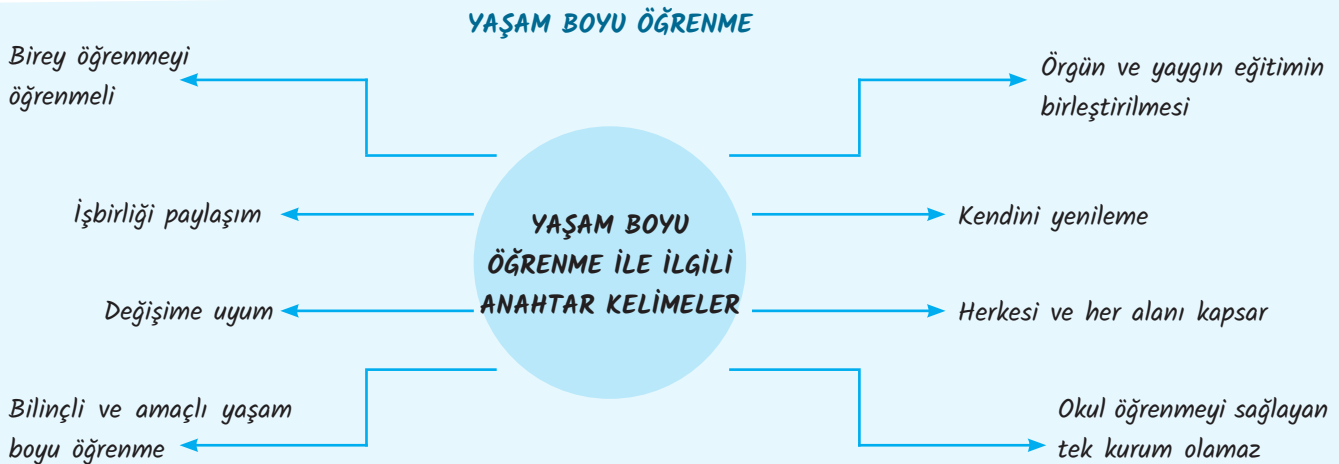 YAŞAM BOYU ÖĞRENME
Birey öğrenmeyi
öğrenmeli
Örgün ve yaygın eğitimin
birleştirilmesi
İşbirliği paylaşım
Kendini yenileme
YAŞAM BOYU
ÖĞRENME İLE İLGİLİ
ANAHTAR KELİMELER
Değişime uyum
Herkesi ve her alanı kapsar
Bilinçli ve amaçlı yaşam
boyu öğrenme
Okul öğrenmeyi sağlayan
tek kurum olamaz